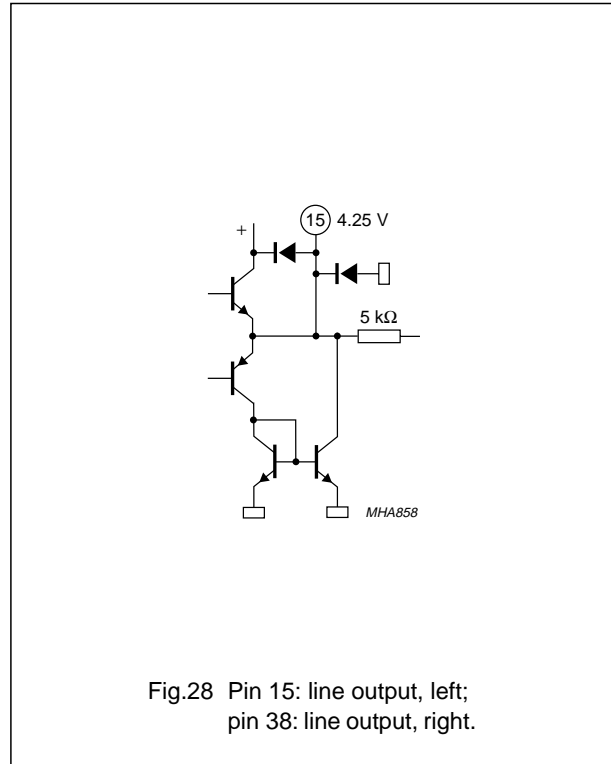 15 4.25 V
+
5 kΩ
MHA858
Fig.28 Pin 15: line output, left;
pin 38: line output, right.